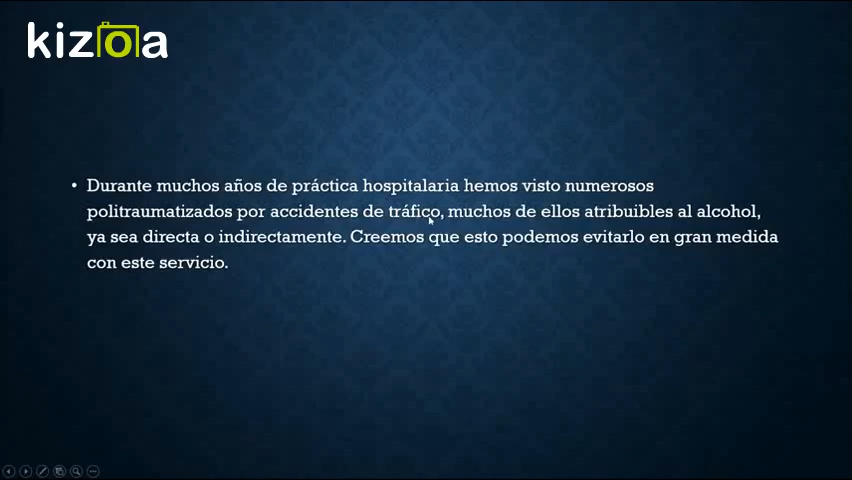 kizoa
• Durante muchos años de práctica hospitalaria hemos visto numerosos
politraumatizados por accidentes de tráfico, muchos de ellos atribuibles al alcohol,
ya sea directa o indirectamente. Creemos que esto podemos evitarlo en gran medida
con este servicio.